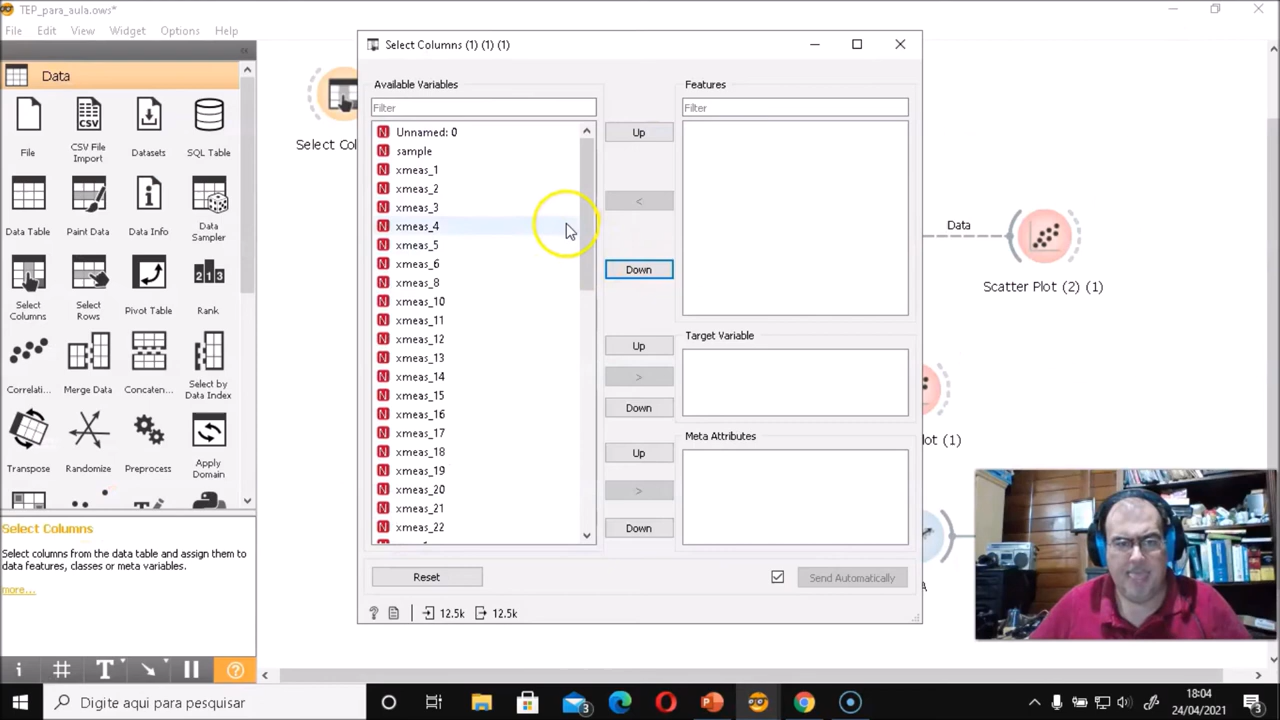 TEP_para_aula.ows*
File Edit View Widget Options Help
Data
File
CSV File
Import
Datasets
SQL Table
Data Table
Paint Data
Data Info
Data
Sampler
Select
Columns
Select
Rows
Pivot Table
Rank
Correlati...
Merge Data
Concaten...
Select by
Data Index
Transpose
Randomize
Preprocess
Apply
Domain
Select Columns
Select columns from the data table and assign them to
data features, classes or meta variables.
more...
Select Col
Select Columns (1) (1) (1)
Available Variables
Filter
Unnamed: 0
sample
xmeas_1
xmeas_2
xmeas_3
xmeas_4
xmeas_5
xmeas_6
xmeas_8
xmeas_10
xmeas_11
xmeas_12
xmeas_13
xmeas_14
xmeas_15
xmeas_16
xmeas_17
xmeas_18
xmeas_19
xmeas_20
xmeas_21
xmeas_22
Up
<
Down
Up
>
Down
Up
>
Down
Features
Filter
Target Variable
Meta Attributes
Reset
Send Automatically
12.5k
12.5k
Data
Scatter Plot (2) (1)
lot (1)
A
Digite aqui para pesquisar
3
18:04
24/04/2021
3